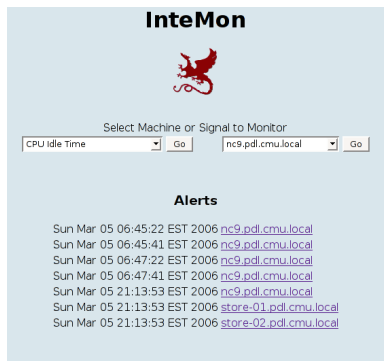 InteMon
Select Machine or Signal to Monitor
CPU Idle Time Go nc9.pdl.cmu.local Go
Alerts
Sun Mar 05 06:45:22 EST 2006 nc9.pdl.cmu.local
Sun Mar 05 06:45:41 EST 2006 nc9.pdl.cmu.local
Sun Mar 05 06:47:22 EST 2006 nc9.pdl.cmu.local
Sun Mar 05 06:47:41 EST 2006 nc9.pdl.cmu.local
Sun Mar 05 21:13:53 EST 2006 nc9.pdl.cmu.local
Sun Mar 05 21:13:53 EST 2006 store-01.pdl.cmu.local
Sun Mar 05 21:13:53 EST 2006 store-02.pdl.cmu.local